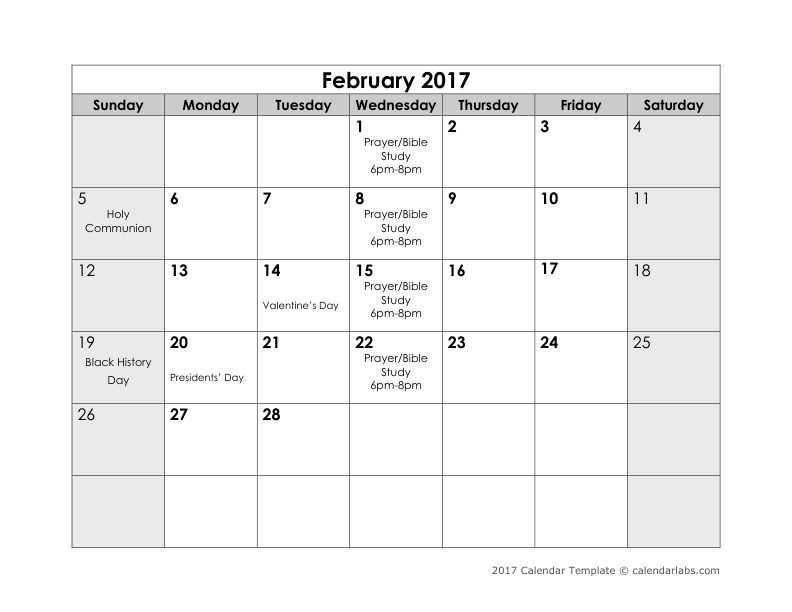 February 2017
Sunday Monday Tuesday Wednesday Thursday Friday Saturday
1 2 3 4
Prayer/Bible
Study
6pm-8pm
5 6 7 8 9 10 11
Holy
Communion
Prayer/Bible
Study
6pm-8pm
12 13 14 15 16 17 18
Valentine’s Day
Prayer/Bible
Study
6pm-8pm
19 20 21 22 23 24 25
Black History
Day
Presidents’ Day
Prayer/Bible
Study
6pm-8pm
26 27 28
2017 Calendar Template © calendarlabs.com